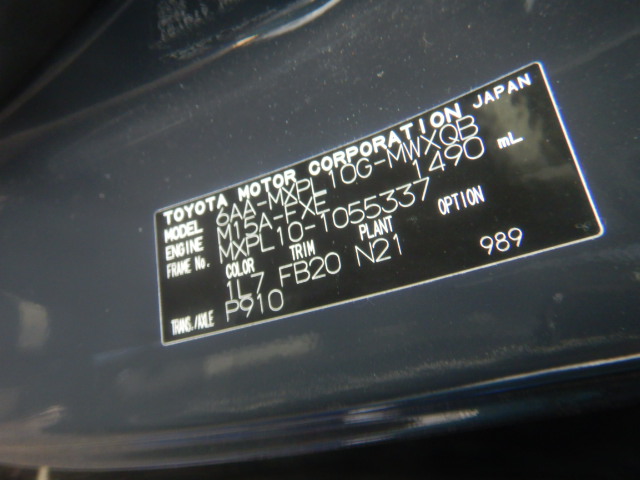 TOYOTA MOTOR CORPORATION JAPAN
MODEL 6AA-MXPL10G-MWXQB
ENGINE M15A-FXE 1490 mL
FRAME No. MXPL10-T055337
COLOR TRIM PLANT OPTION
1L7 FB20 N21 989
TRANS./AXLE P910